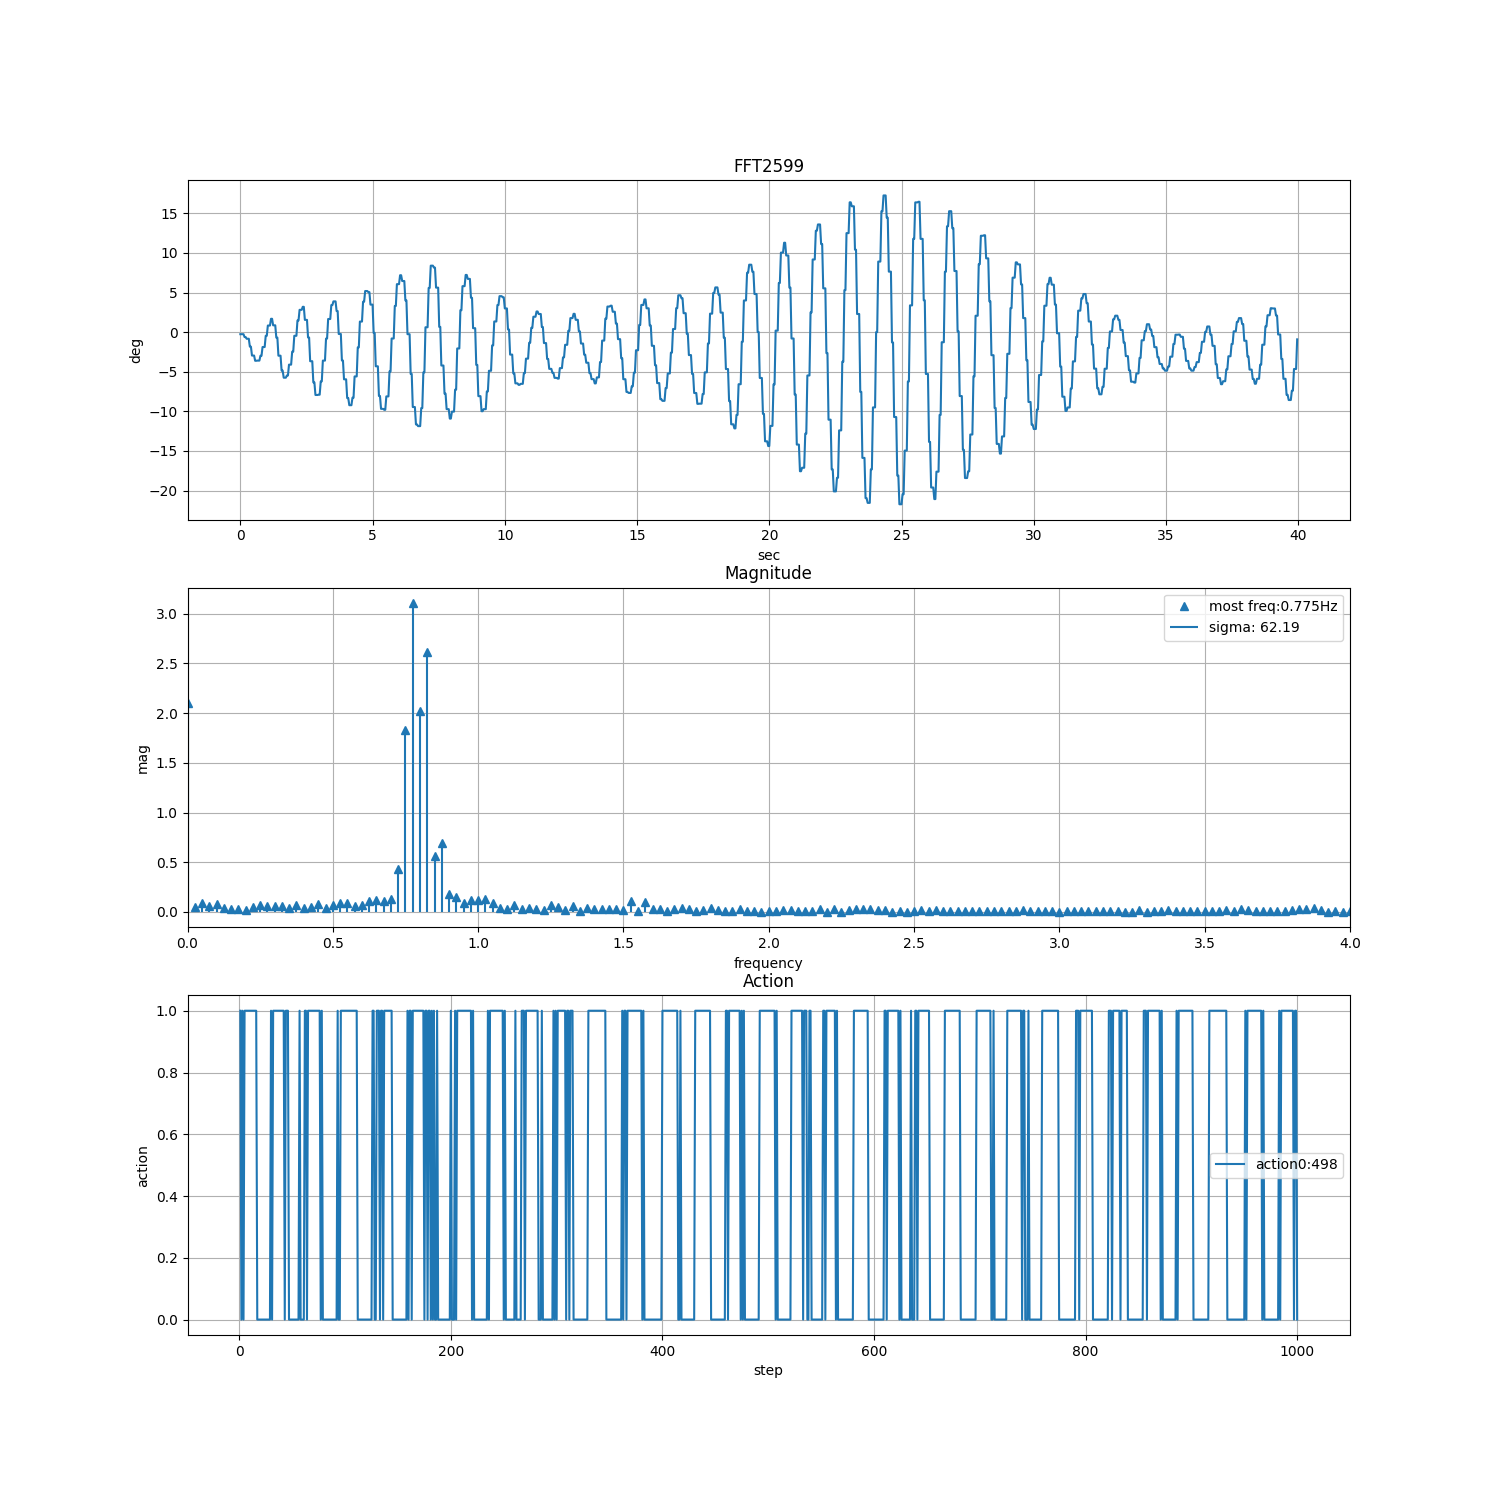 FFT2599
15
10
5
0
−5
−10
−15
−20
deg
0 5 10 15 20 25 30 35 40
sec
Magnitude
3.0
2.5
2.0
1.5
1.0
0.5
0.0
mag
most freq:0.775Hz
sigma: 62.19
0.0 0.5 1.0 1.5 2.0 2.5 3.0 3.5 4.0
frequency
Action
1.0
0.8
0.6
0.4
0.2
0.0
action
action0:498
0 200 400 600 800 1000
step